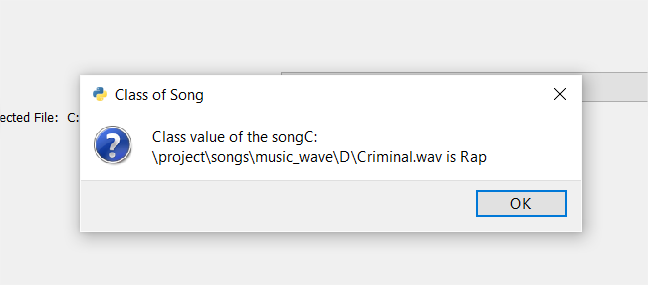 Class of Song
ected File: C:
Class value of the songC:
\project\songs\music_wave\D\Criminal.wav is Rap
OK